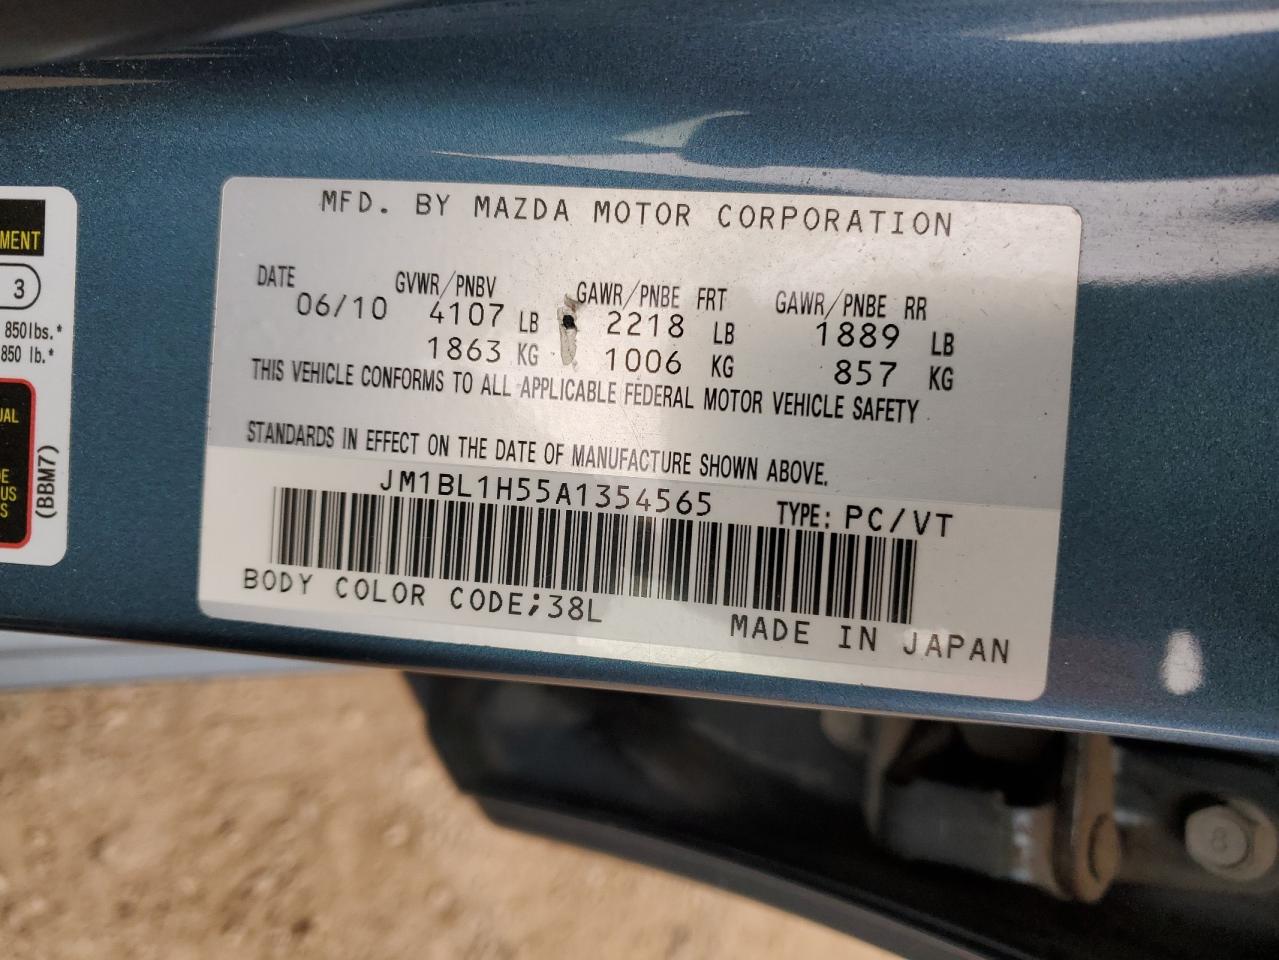 MFD. BY MAZDA MOTOR CORPORATION
DATE GVWR/PNBV GAWR/PNBE FRT GAWR/PNBE RR
06/10 4107 LB 2218 LB 1889 LB
1863 KG 1006 KG 857 KG
THIS VEHICLE CONFORMS TO ALL APPLICABLE FEDERAL MOTOR VEHICLE SAFETY
STANDARDS IN EFFECT ON THE DATE OF MANUFACTURE SHOWN ABOVE.
JM1BL1H55A1354565 TYPE: PC/VT
BODY COLOR CODE;38L MADE IN JAPAN
MENT
3
850lbs.*
850 lb.*
UAL
E
US
S
(BBM7)
8